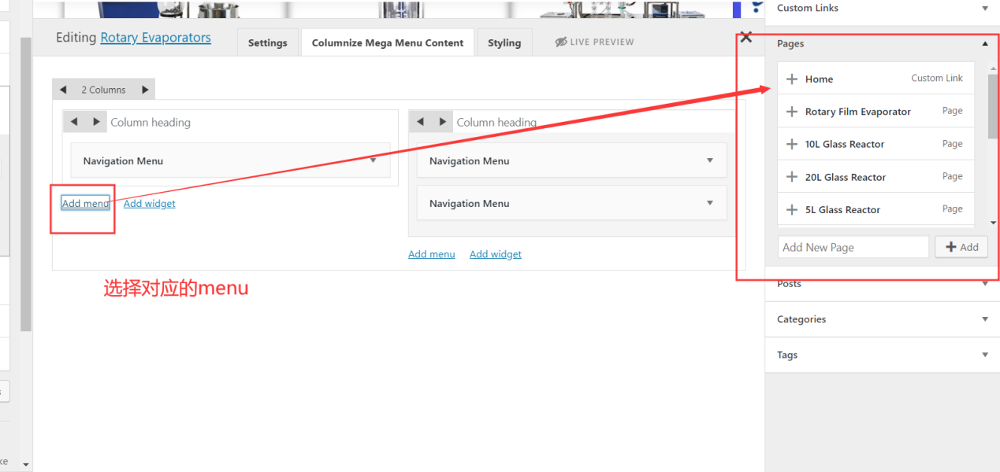 Custom Links
Editing Rotary Evaporators
Settings
Columnize Mega Menu Content
Styling
LIVE PREVIEW
Pages
2 Columns
Home Custom Link
Column heading
Column heading
Rotary Film Evaporator Page
10L Glass Reactor Page
Navigation Menu
Navigation Menu
20L Glass Reactor Page
Add menu
Add widget
Navigation Menu
5L Glass Reactor Page
Add New Page
Add
Add menu
Add widget
选择对应的menu
Posts
Categories
Tags